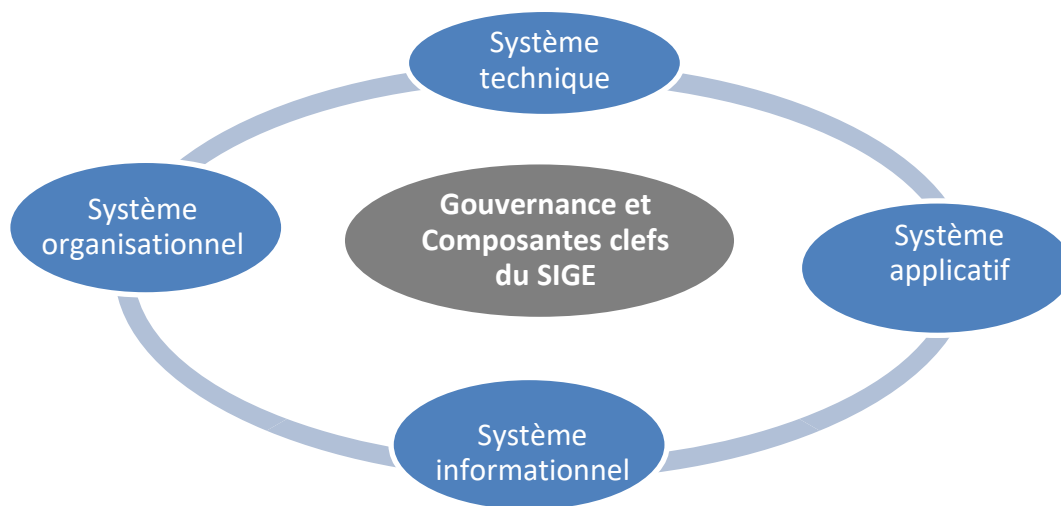 Système
technique
Système
organisationnel
Gouvernance et
Composantes clefs
du SIGE
Système
applicatif
Système
informationnel